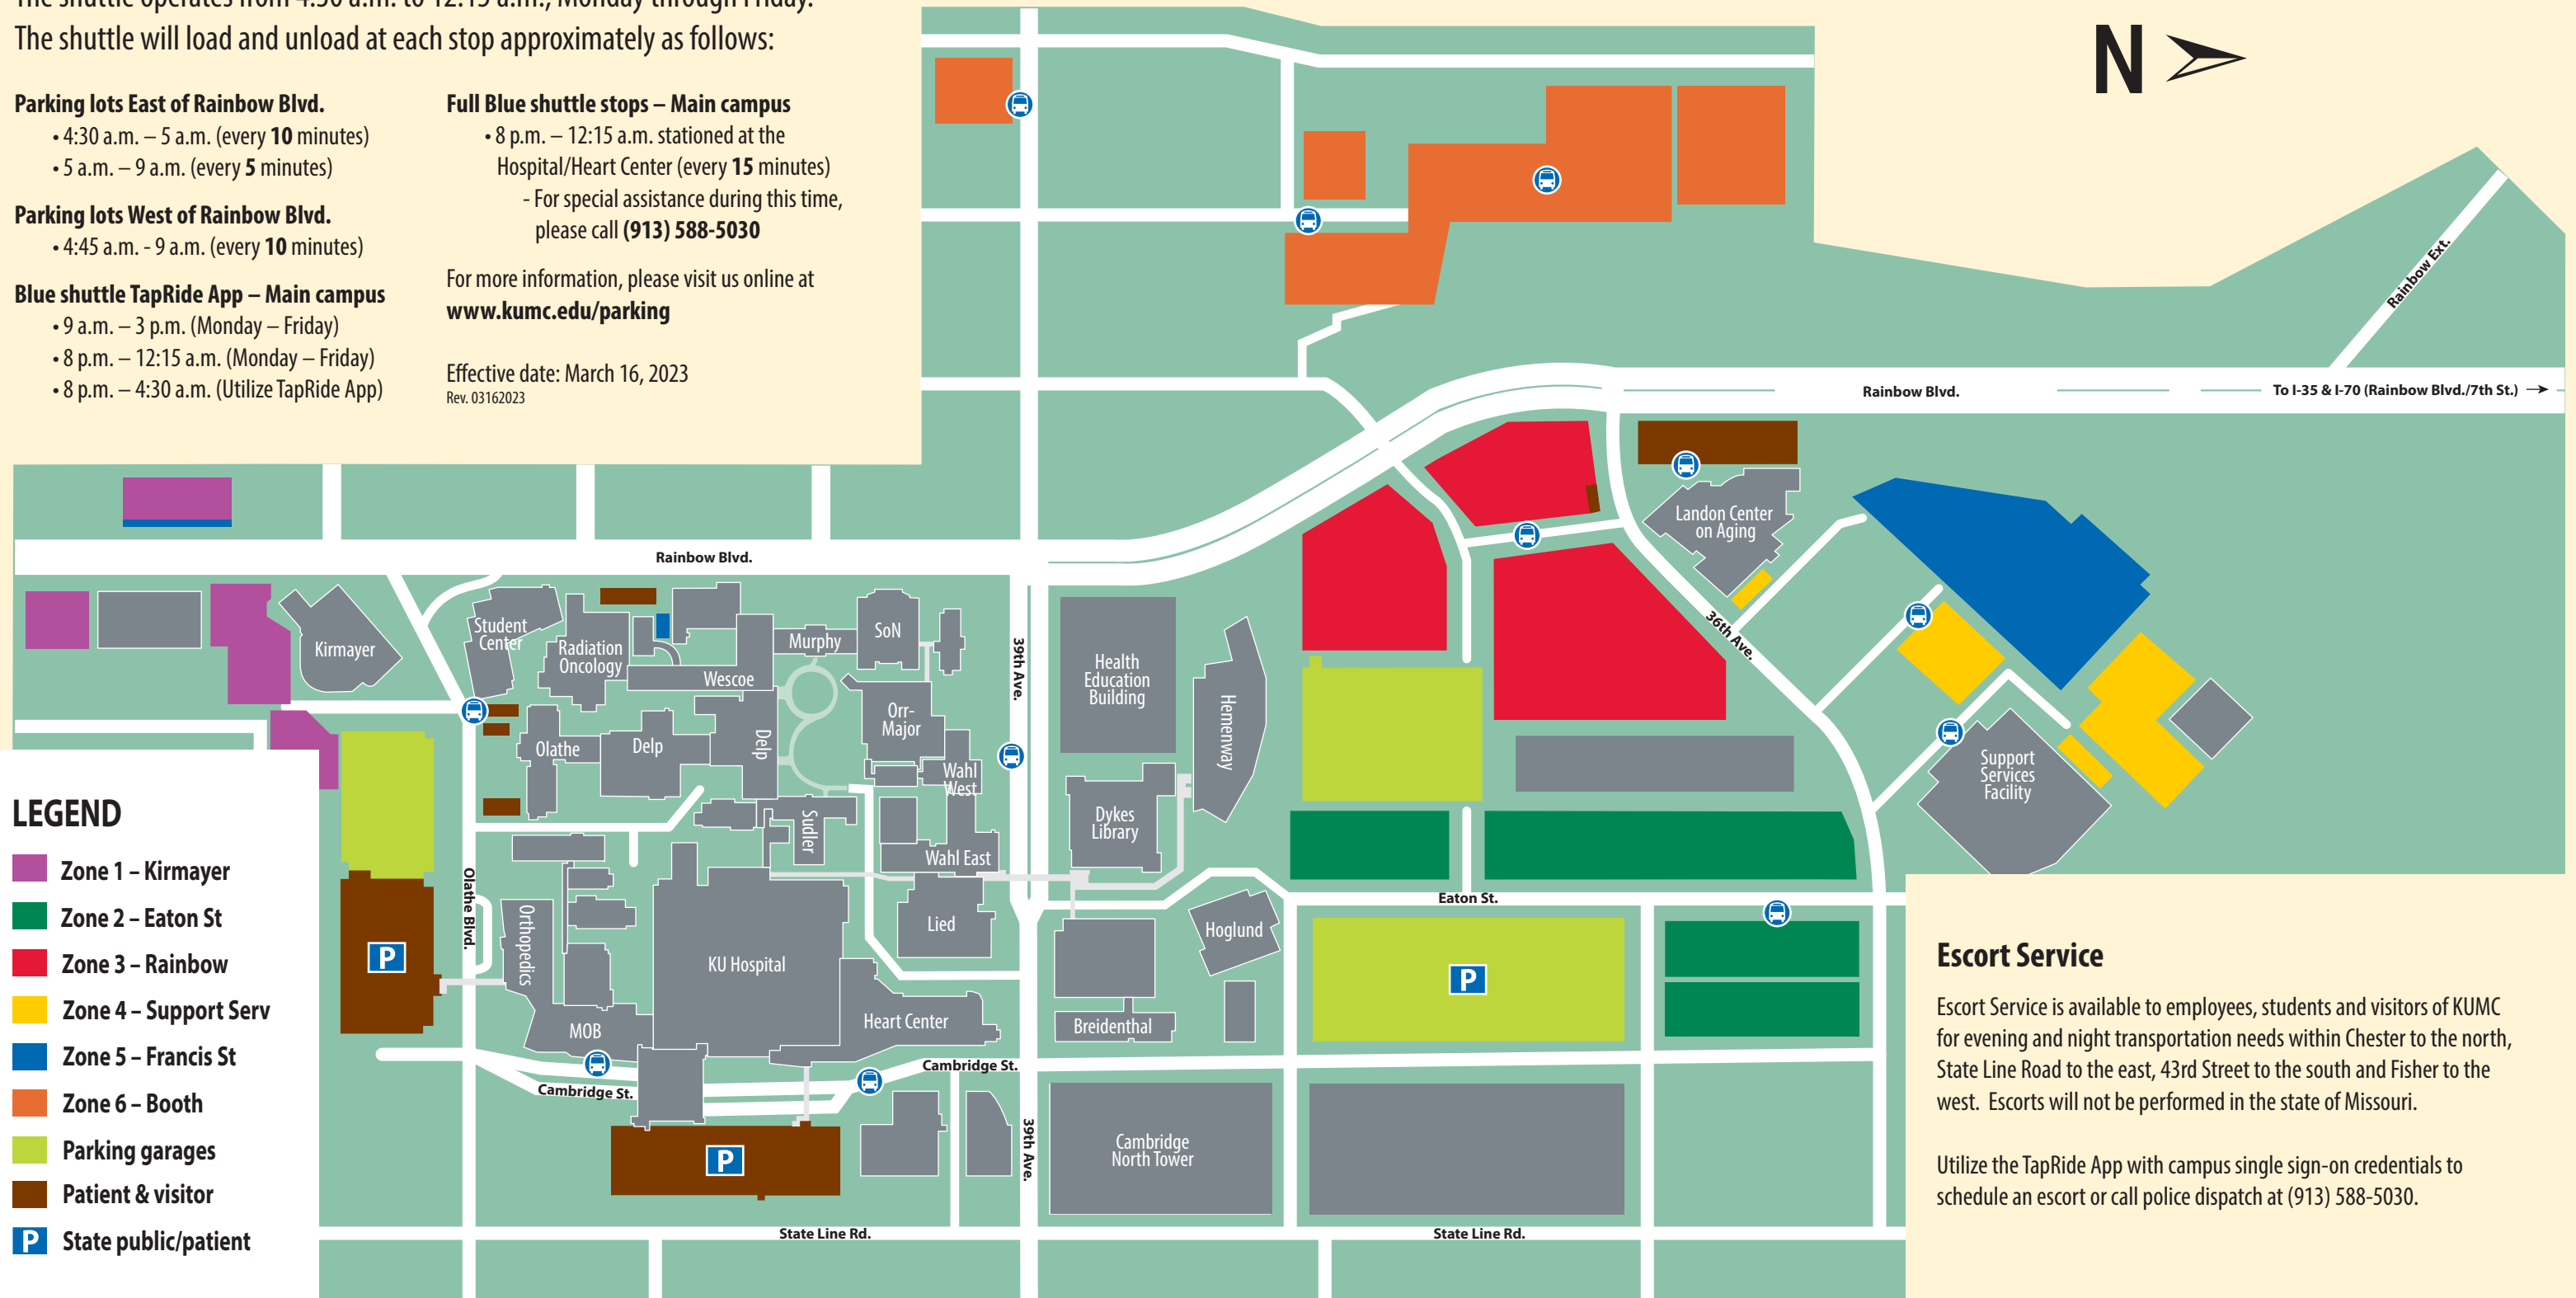 The shuttle operates from 4:30 a.m. to 12:15 a.m., Monday through Friday.
The shuttle will load and unload at each stop approximately as follows:
Parking lots East of Rainbow Blvd.
• 4:30 a.m. – 5 a.m. (every 10 minutes)
• 5 a.m. – 9 a.m. (every 5 minutes)
Parking lots West of Rainbow Blvd.
• 4:45 a.m. - 9 a.m. (every 10 minutes)
Blue shuttle TapRide App – Main campus
• 9 a.m. – 3 p.m. (Monday – Friday)
• 8 p.m. – 12:15 a.m. (Monday – Friday)
• 8 p.m. – 4:30 a.m. (Utilize TapRide App)
Full Blue shuttle stops – Main campus
• 8 p.m. – 12:15 a.m. stationed at the
Hospital/Heart Center (every 15 minutes)
- For special assistance during this time,
please call (913) 588-5030
For more information, please visit us online at
www.kumc.edu/parking
Effective date: March 16, 2023
Rev. 03162023
N
Rainbow Ext.
Rainbow Blvd.
To I-35 & I-70 (Rainbow Blvd./7th St.)
Landon Center
on Aging
Rainbow Blvd.
Kirmayer
Student
Center
Radiation
Oncology
Wescoe
Murphy
SoN
39th Ave.
Health
Education
Building
Hemenway
36th Ave.
Orr-
Major
Olathe
Delp
Delp
Wahl
West
Sudler
Wahl East
Dykes
Library
Support
Services
Facility
Olathe Blvd.
Orthopedics
KU Hospital
Lied
Hoglund
Eaton St.
P
P
MOB
Heart Center
Breidenthal
Cambridge St.
Cambridge St.
39th Ave.
Cambridge
North Tower
P
State Line Rd.
State Line Rd.
LEGEND
Zone 1 – Kirmayer
Zone 2 – Eaton St
Zone 3 – Rainbow
Zone 4 – Support Serv
Zone 5 – Francis St
Zone 6 – Booth
Parking garages
Patient & visitor
P State public/patient
Escort Service
Escort Service is available to employees, students and visitors of KUMC
for evening and night transportation needs within Chester to the north,
State Line Road to the east, 43rd Street to the south and Fisher to the
west. Escorts will not be performed in the state of Missouri.
Utilize the TapRide App with campus single sign-on credentials to
schedule an escort or call police dispatch at (913) 588-5030.